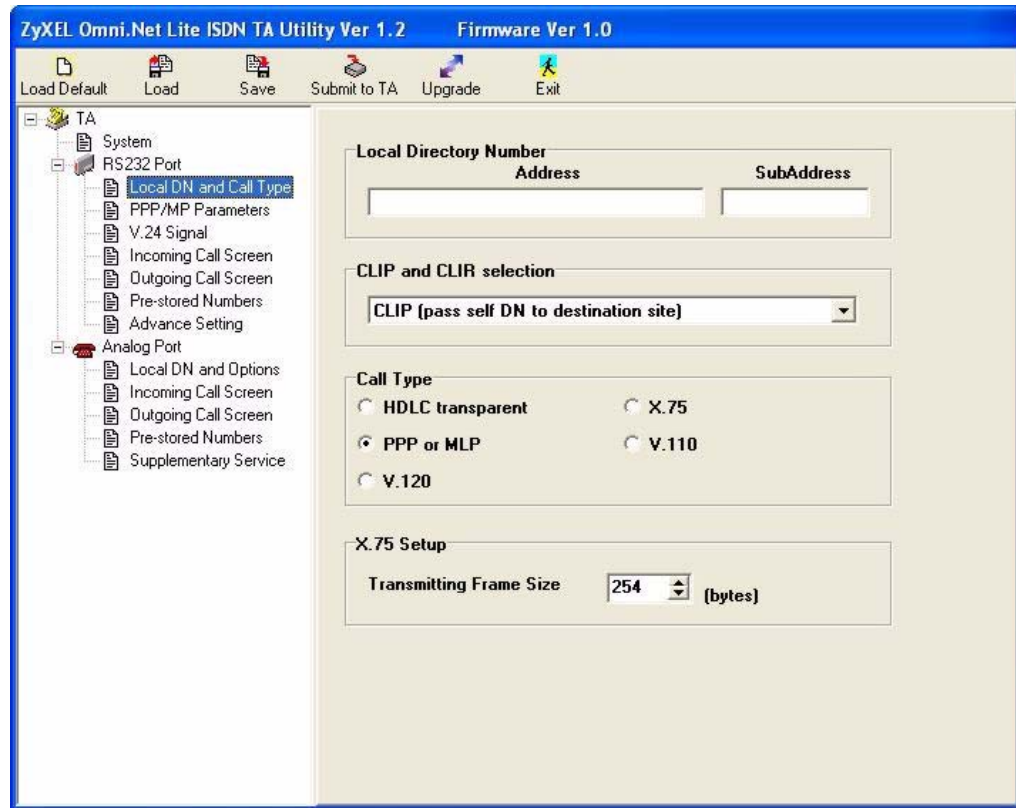 ZyXEL Omni.Net Lite ISDN TA Utility Ver 1.2 Firmware Ver 1.0
Load Default Load Save Submit to TA Upgrade Exit
TA
System
RS232 Port
Local DN and Call Type
PPP/MP Parameters
V.24 Signal
Incoming Call Screen
Outgoing Call Screen
Pre-stored Numbers
Advance Setting
Analog Port
Local DN and Options
Incoming Call Screen
Outgoing Call Screen
Pre-stored Numbers
Supplementary Service
Local Directory Number
Address SubAddress
CLIP and CLIR selection
CLIP (pass self DN to destination site)
Call Type
HDLC transparent X.75
PPP or MLP V.110
V.120
X.75 Setup
Transmitting Frame Size 254 (bytes)